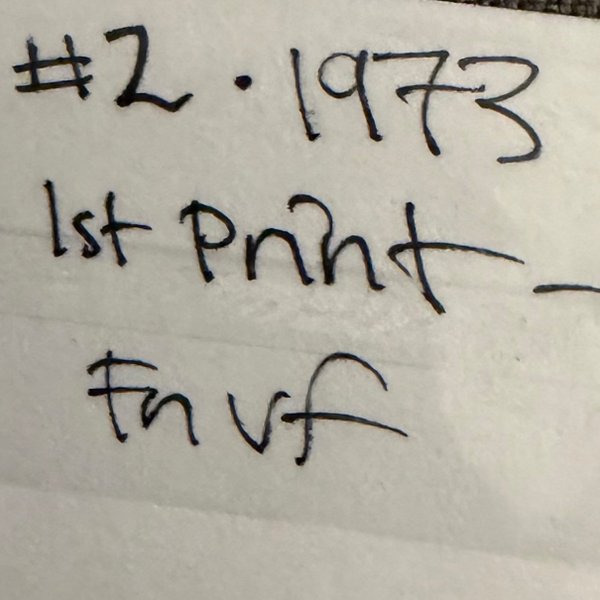 #2 · 1973
1st Print -
Fn vf